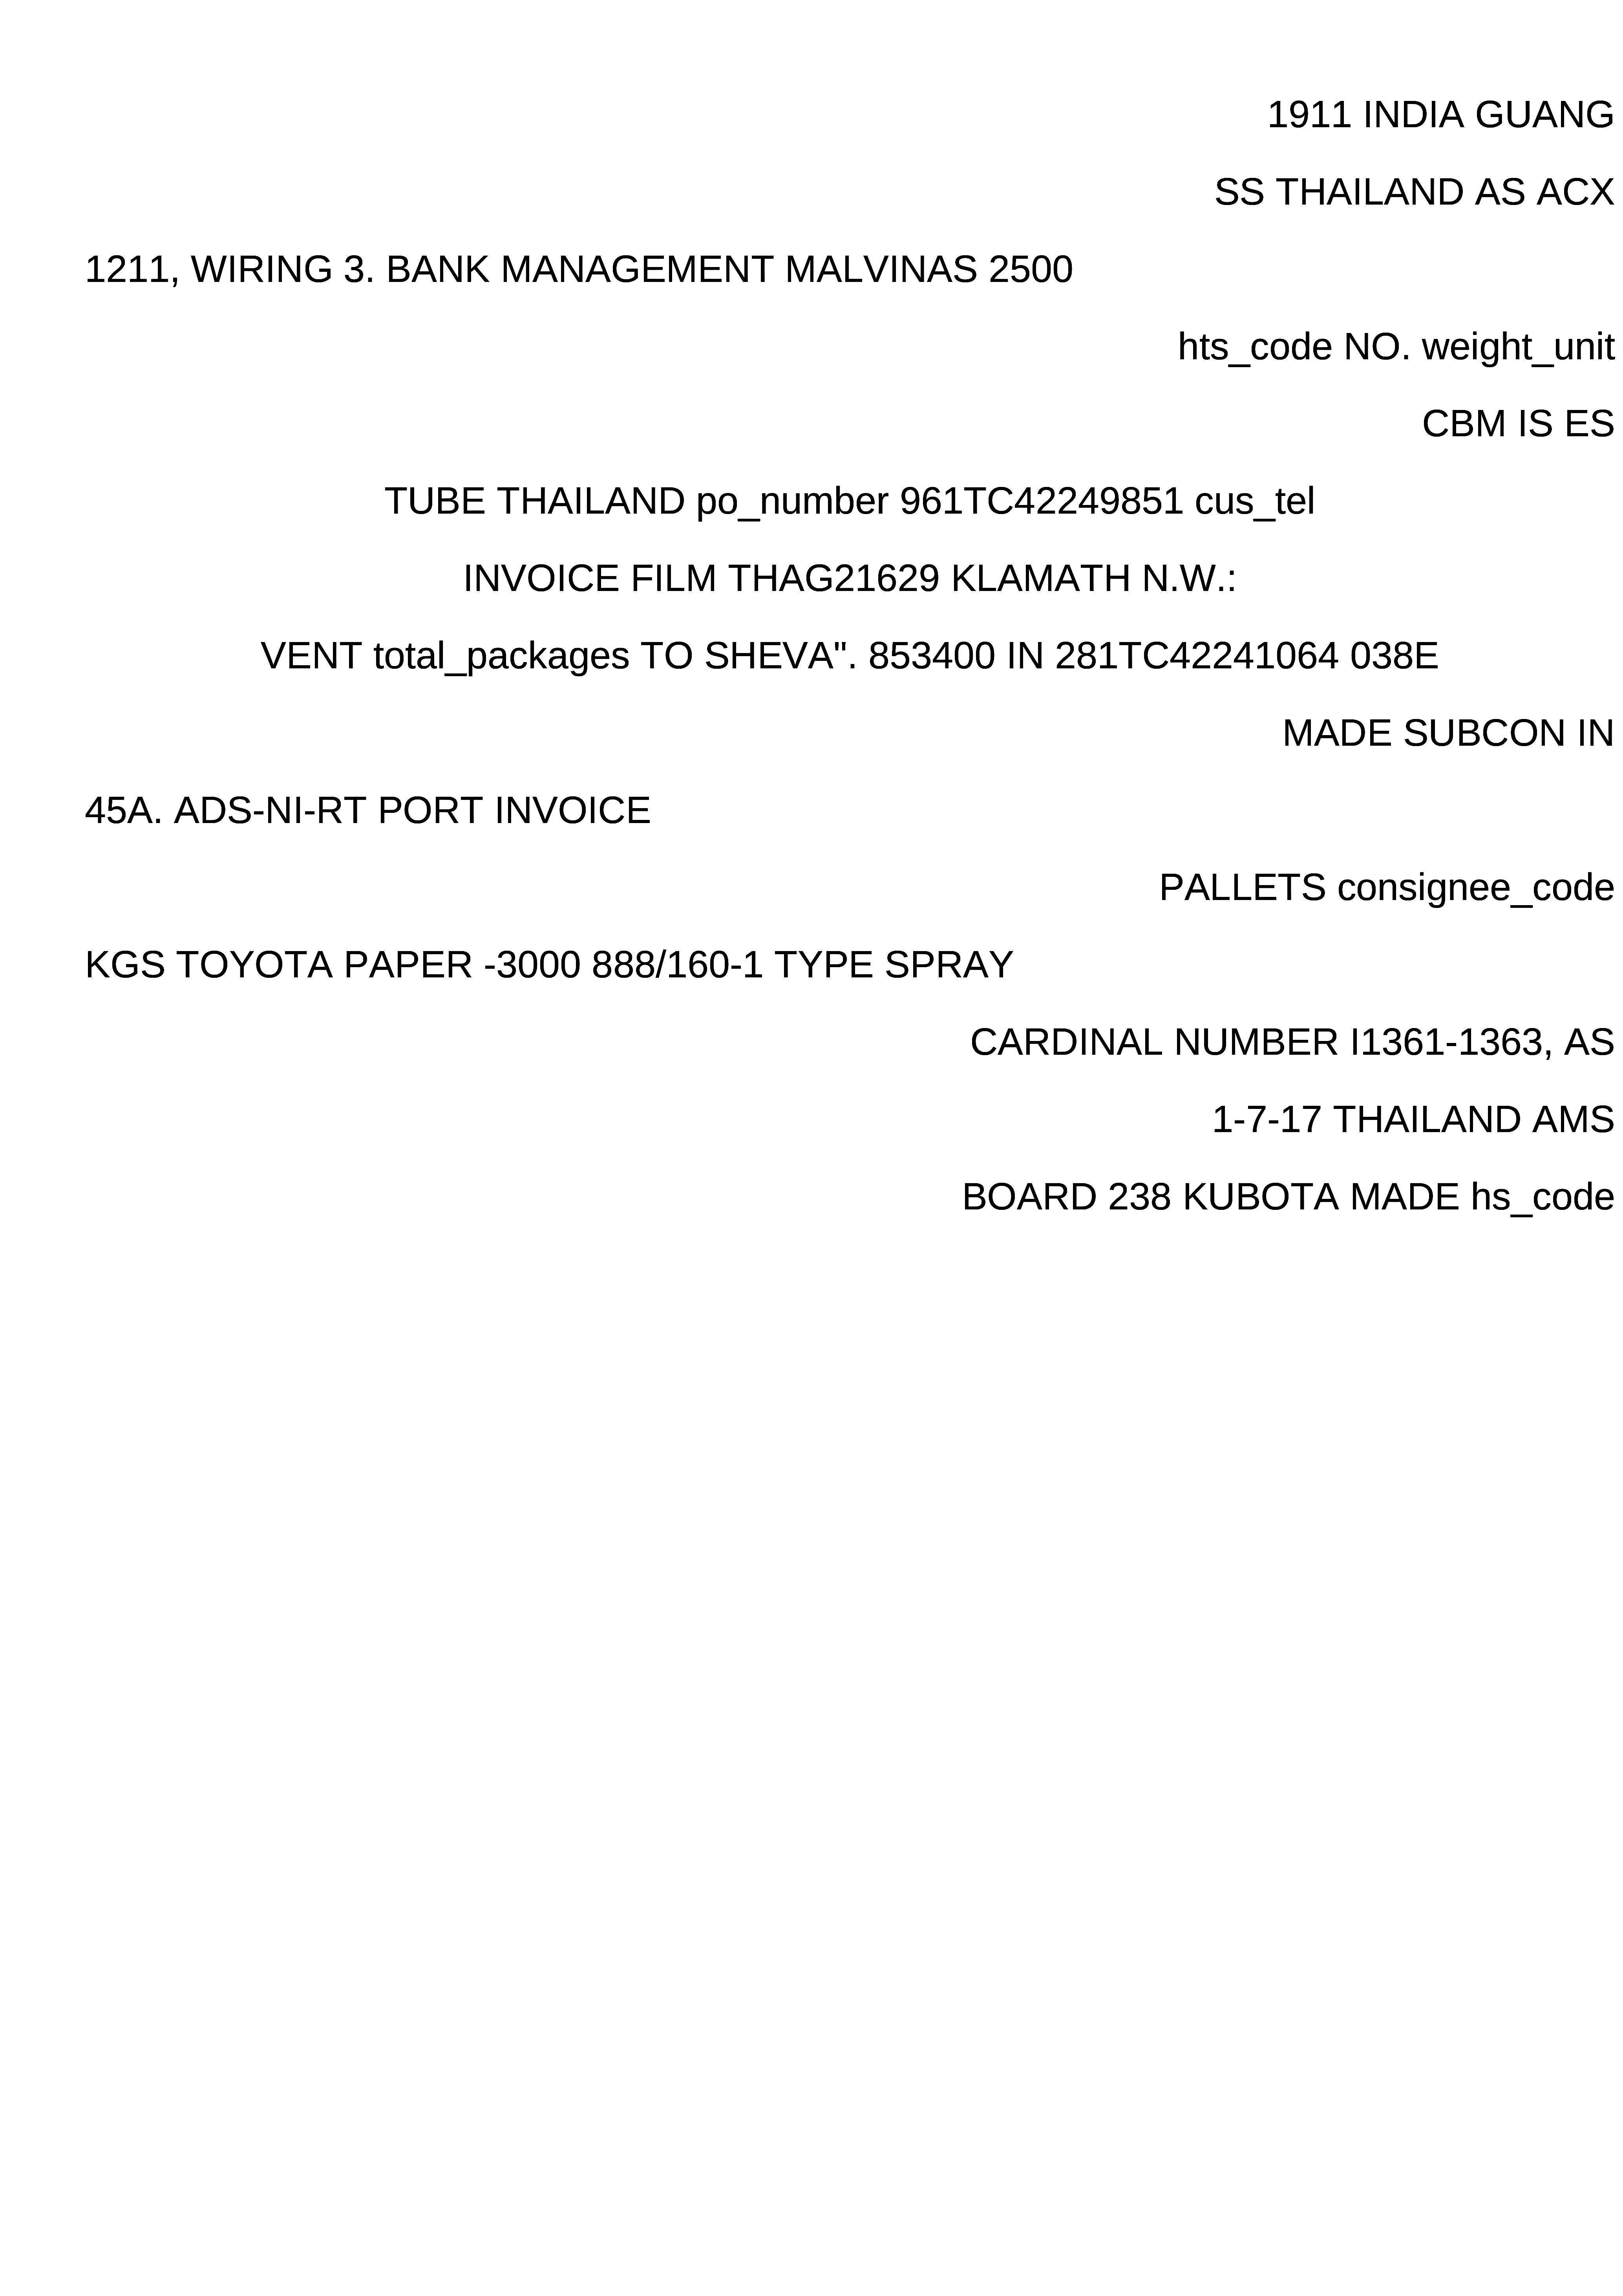 1911 INDIA GUANG
SS THAILAND AS ACX
1211, WIRING 3. BANK MANAGEMENT MALVINAS 2500
hts_code NO. weight_unit
CBM IS ES
TUBE THAILAND po_number 961TC42249851 cus_tel
INVOICE FILM THAG21629 KLAMATH N.W.:
VENT total_packages TO SHEVA". 853400 IN 281TC42241064 038E
MADE SUBCON IN
45A. ADS-NI-RT PORT INVOICE
PALLETS consignee_code
KGS TOYOTA PAPER -3000 888/160-1 TYPE SPRAY
CARDINAL NUMBER I1361-1363, AS
1-7-17 THAILAND AMS
BOARD 238 KUBOTA MADE hs_code